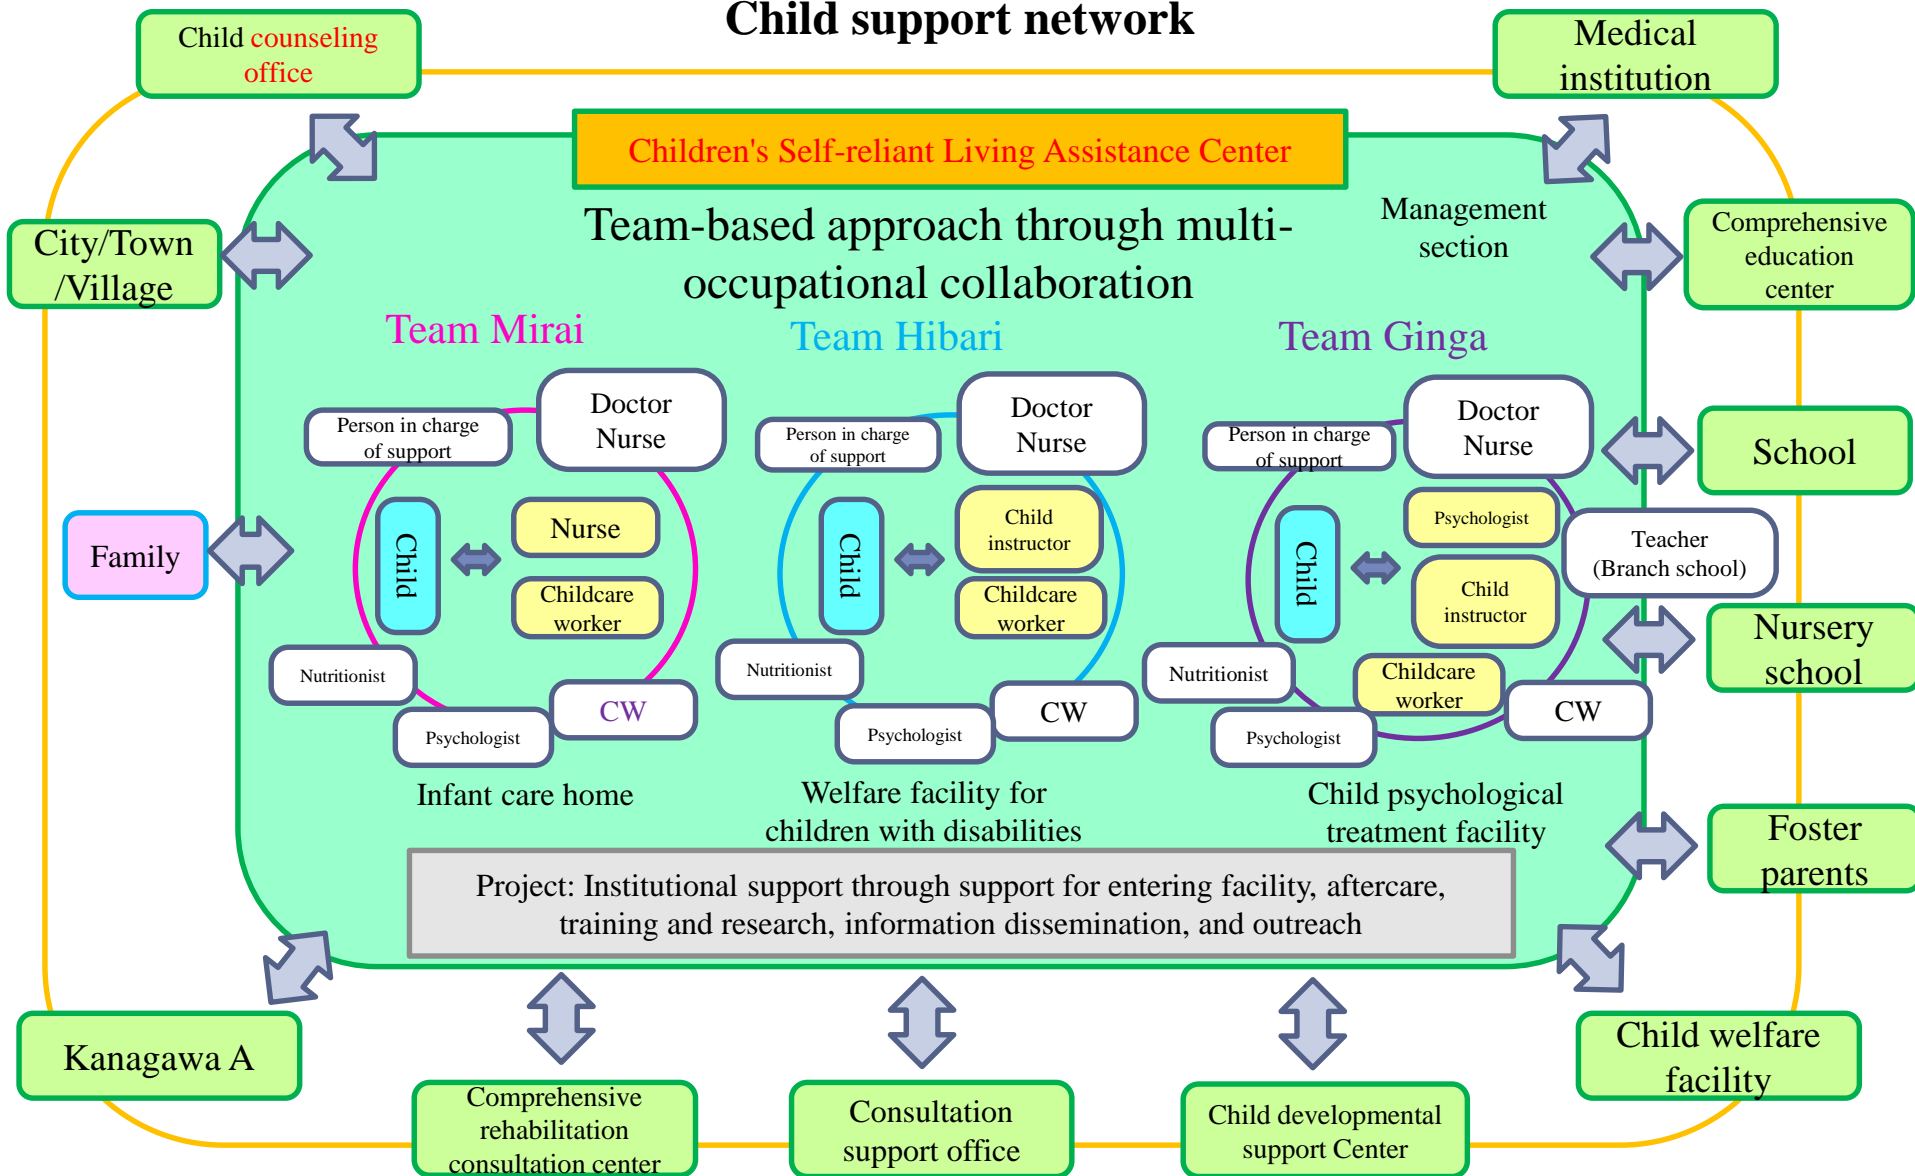 Child support network
Child counseling
office
Medical
institution
Children's Self-reliant Living Assistance Center
Team-based approach through multi-
occupational collaboration
Management
section
City/Town
/Village
Comprehensive
education
center
Team Mirai
Team Hibari
Team Ginga
Person in charge
of support
Doctor
Nurse
Child
Nurse
Childcare
worker
Nutritionist
Psychologist
CW
Infant care home
Person in charge
of support
Doctor
Nurse
Child
Child
instructor
Childcare
worker
Nutritionist
Psychologist
CW
Welfare facility for
children with disabilities
Person in charge
of support
Doctor
Nurse
Child
Psychologist
Child
instructor
Teacher
(Branch school)
Childcare
worker
Nutritionist
Psychologist
CW
Child psychological
treatment facility
Family
School
Nursery
school
Foster
parents
Project: Institutional support through support for entering facility, aftercare,
training and research, information dissemination, and outreach
Kanagawa A
Comprehensive
rehabilitation
consultation center
Consultation
support office
Child developmental
support Center
Child welfare
facility